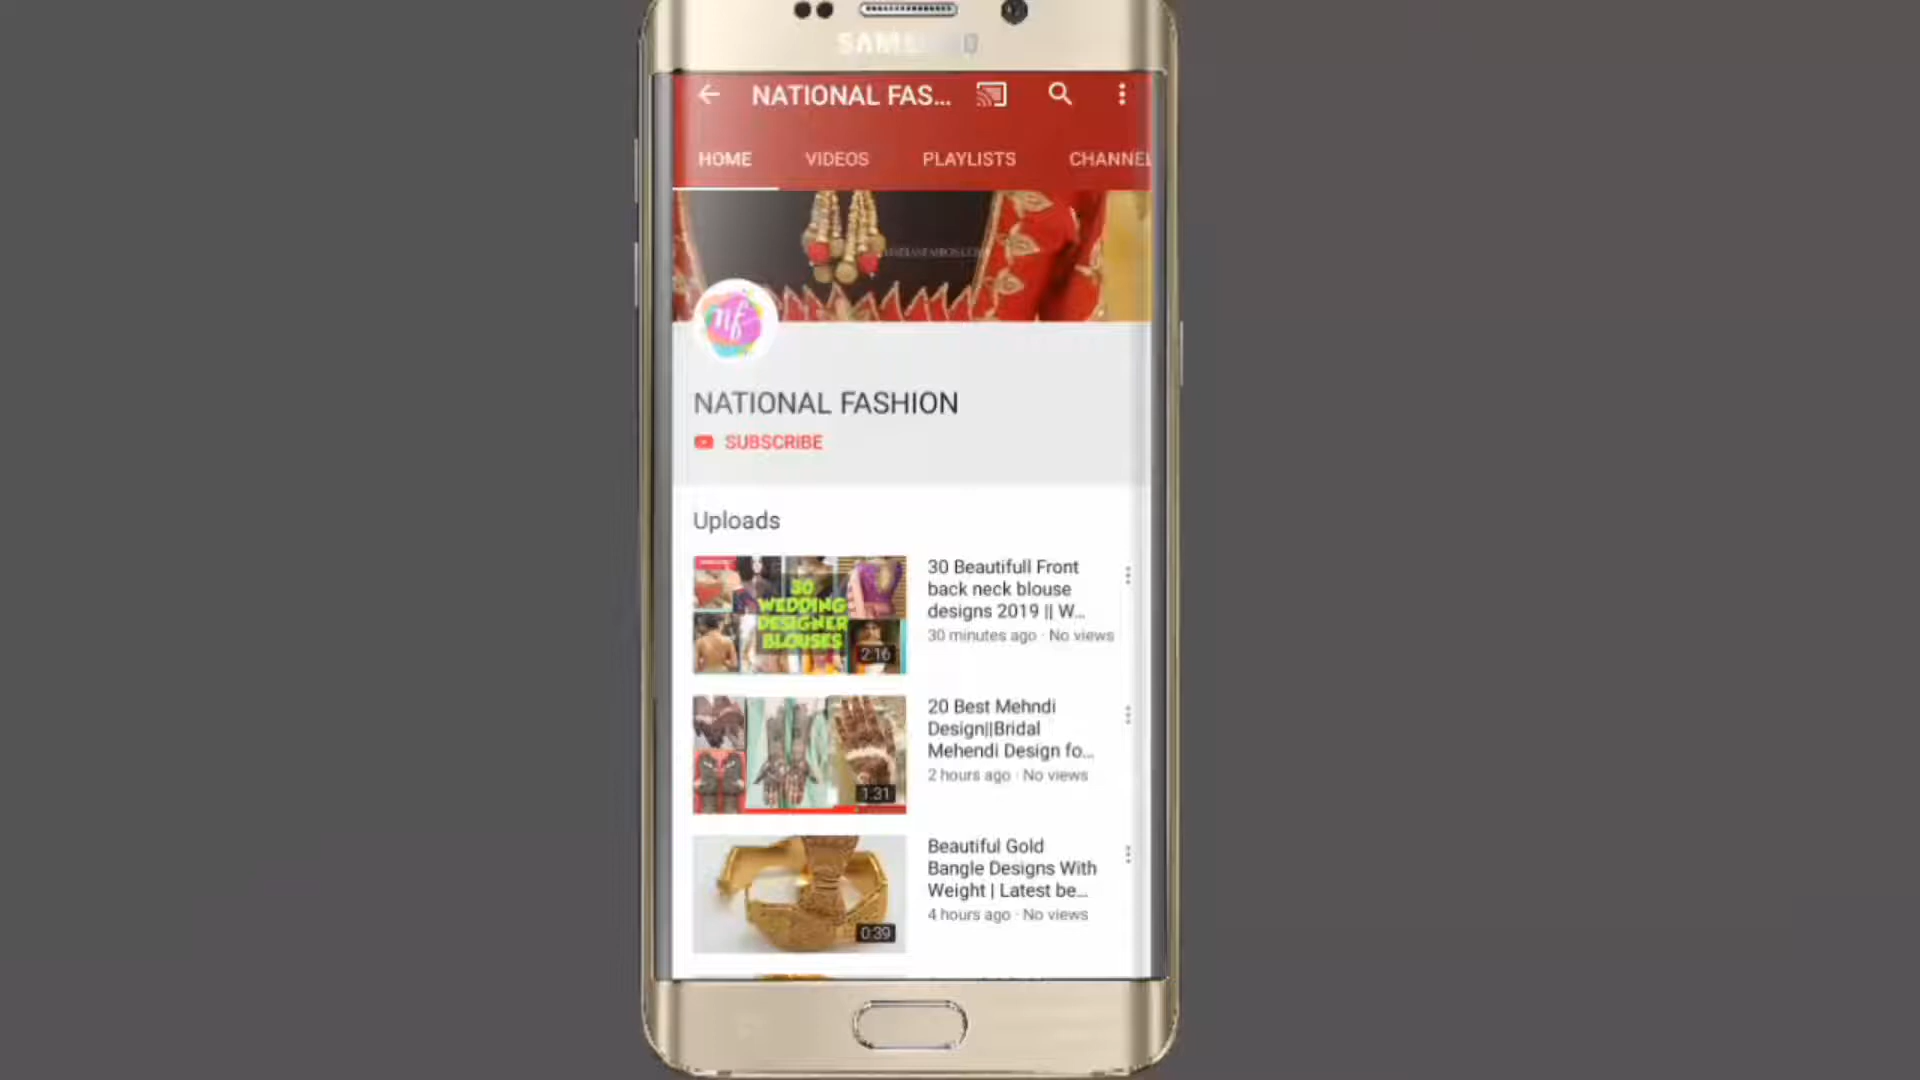 SAMSUNG
NATIONAL FAS...
HOME VIDEOS PLAYLISTS CHANNEL
nf
NATIONAL FASHION
SUBSCRIBE
Uploads
30
WEDDING
DESIGNER
BLOUSES
2:16
30 Beautifull Front
back neck blouse
designs 2019 || W...
30 minutes ago · No views
1:31
20 Best Mehndi
Design||Bridal
Mehendi Design fo...
2 hours ago · No views
0:39
Beautiful Gold
Bangle Designs With
Weight | Latest be...
4 hours ago · No views